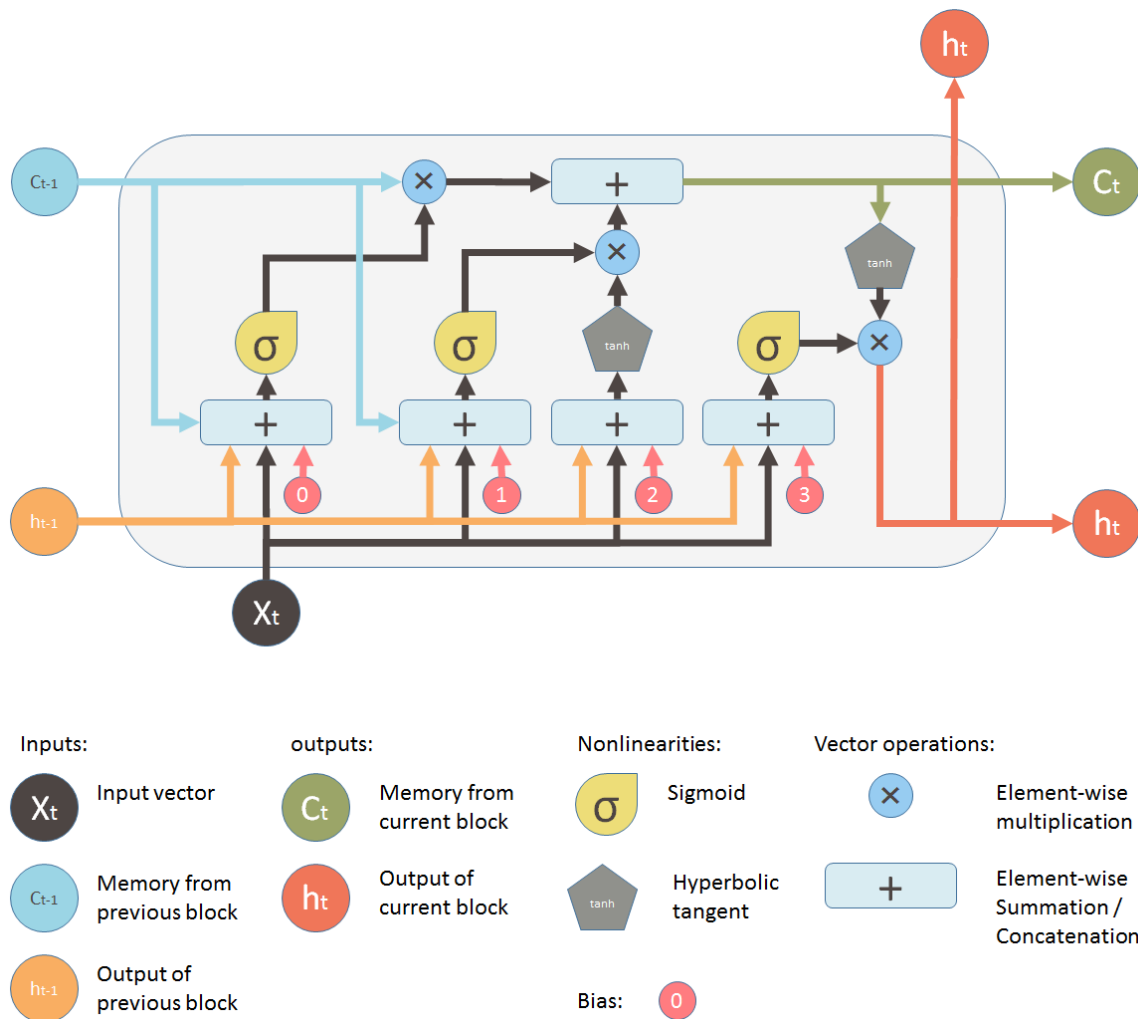 ht
Ct-1
×
+
Ct
tanh
×
σ
σ
tanh
σ
×
+
+
+
+
0
1
2
3
ht-1
ht
Xt
Inputs:
outputs:
Nonlinearities:
Vector operations:
Xt
Input vector
Ct
Memory from
current block
σ
Sigmoid
×
Element-wise
multiplication
Ct-1
Memory from
previous block
ht
Output of
current block
tanh
Hyperbolic
tangent
+
Element-wise
Summation /
Concatenation
ht-1
Output of
previous block
Bias:
0